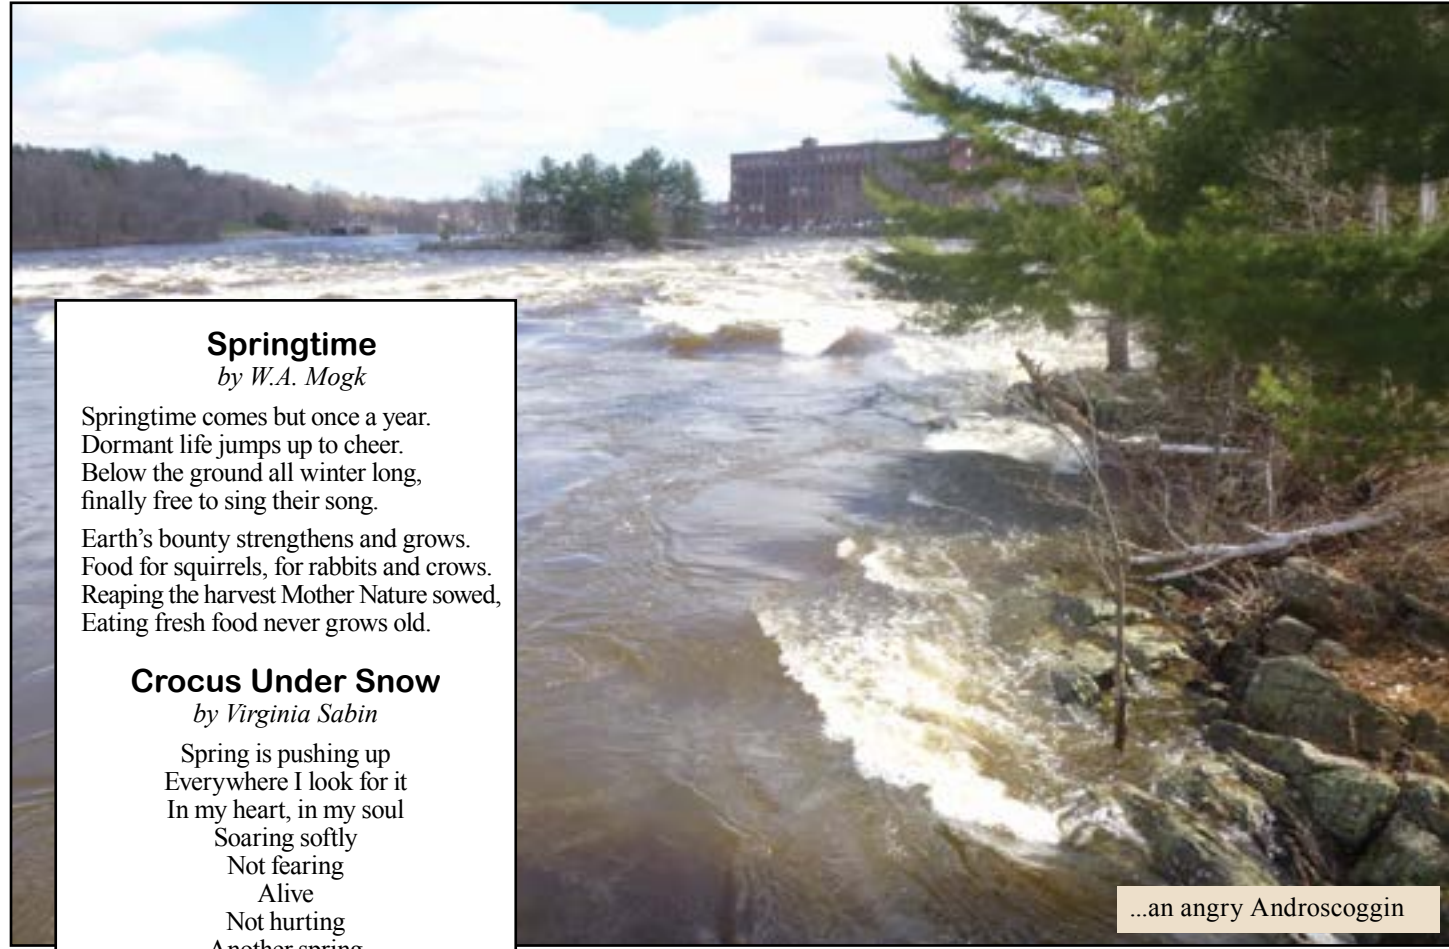 Springtime
by W.A. Mogk
Springtime comes but once a year.
Dormant life jumps up to cheer.
Below the ground all winter long,
finally free to sing their song.
Earth’s bounty strengthens and grows.
Food for squirrels, for rabbits and crows.
Reaping the harvest Mother Nature sowed,
Eating fresh food never grows old.
Crocus Under Snow
by Virginia Sabin
Spring is pushing up
Everywhere I look for it
In my heart, in my soul
Soaring softly
Not fearing
Alive
Not hurting
Another spring
...an angry Androscoggin